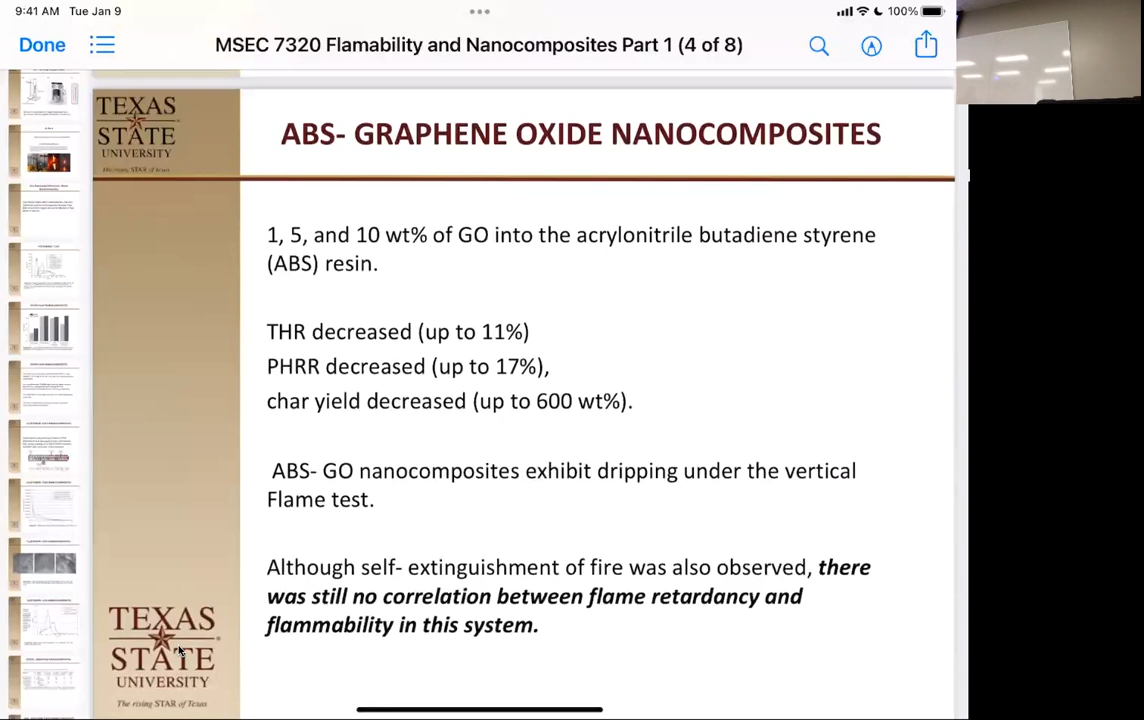 9:41 AM Tue Jan 9
100%
Done
MSEC 7320 Flamability and Nanocomposites Part 1 (4 of 8)
TEXAS
STATE
UNIVERSITY
The rising STAR of Texas
ABS- GRAPHENE OXIDE NANOCOMPOSITES
1, 5, and 10 wt% of GO into the acrylonitrile butadiene styrene
(ABS) resin.
THR decreased (up to 11%)
PHRR decreased (up to 17%),
char yield decreased (up to 600 wt%).
ABS- GO nanocomposites exhibit dripping under the vertical
Flame test.
Although self- extinguishment of fire was also observed, there
was still no correlation between flame retardancy and
flammability in this system.
TEXAS
STATE
UNIVERSITY
The rising STAR of Texas